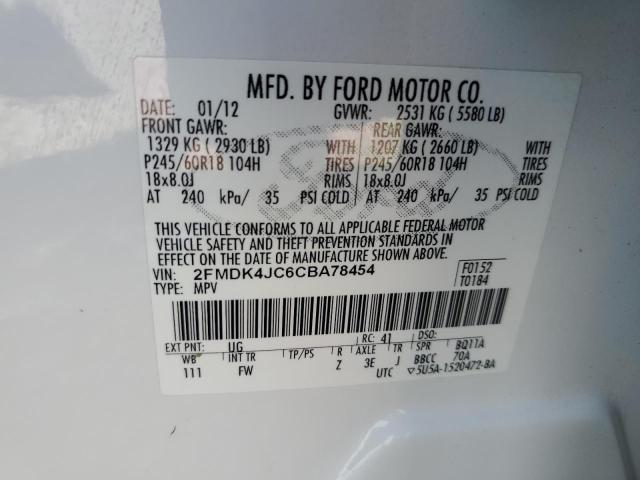 MFD. BY FORD MOTOR CO.
DATE: 01/12 GVWR: 2531 KG ( 5580 LB)
FRONT GAWR: REAR GAWR:
1329 KG ( 2930 LB) WITH 1207 KG ( 2660 LB) WITH
P245/60R18 104H TIRES P245/60R18 104H TIRES
18x8.0J RIMS 18x8.0J RIMS
AT 240 kPa/ 35 PSI COLD AT 240 kPa/ 35 PSI COLD
THIS VEHICLE CONFORMS TO ALL APPLICABLE FEDERAL MOTOR
VEHICLE SAFETY AND THEFT PREVENTION STANDARDS IN
EFFECT ON THE DATE OF MANUFACTURE SHOWN ABOVE.
VIN: 2FMDK4JC6CBA78454 F0152
TYPE: MPV T0184
EXT PNT: UG RC: 41 DSO:
WB INT TR TP/PS R AXLE TR SPR BQ11A
111 FW Z 3E J BBCC 70A
UTC ▽5U5A-1520472-BA